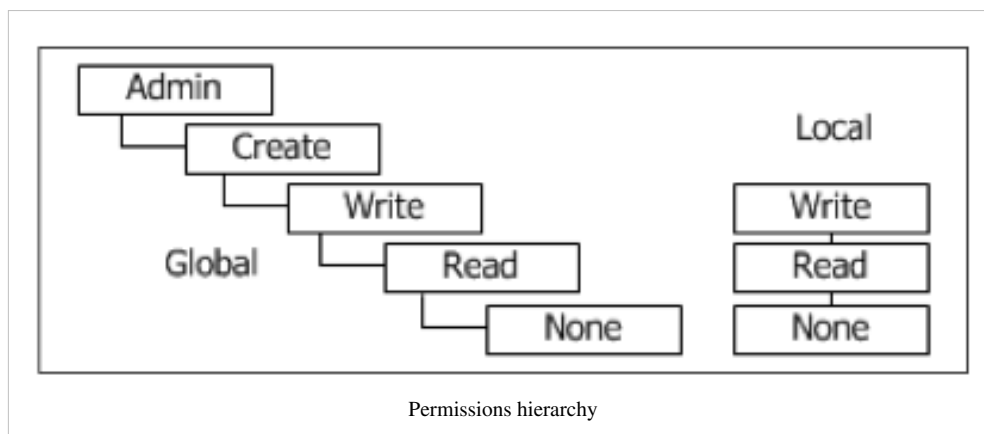 Admin
Create
Local
Write
Write
Global
Read
Read
None
None
Permissions hierarchy